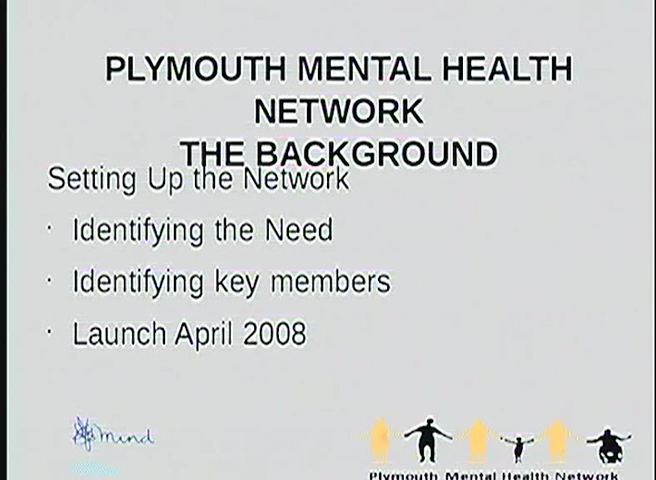 PLYMOUTH MENTAL HEALTH
NETWORK
THE BACKGROUND
Setting Up the Network
· Identifying the Need
· Identifying key members
· Launch April 2008
mind
Plymouth Mental Health Network